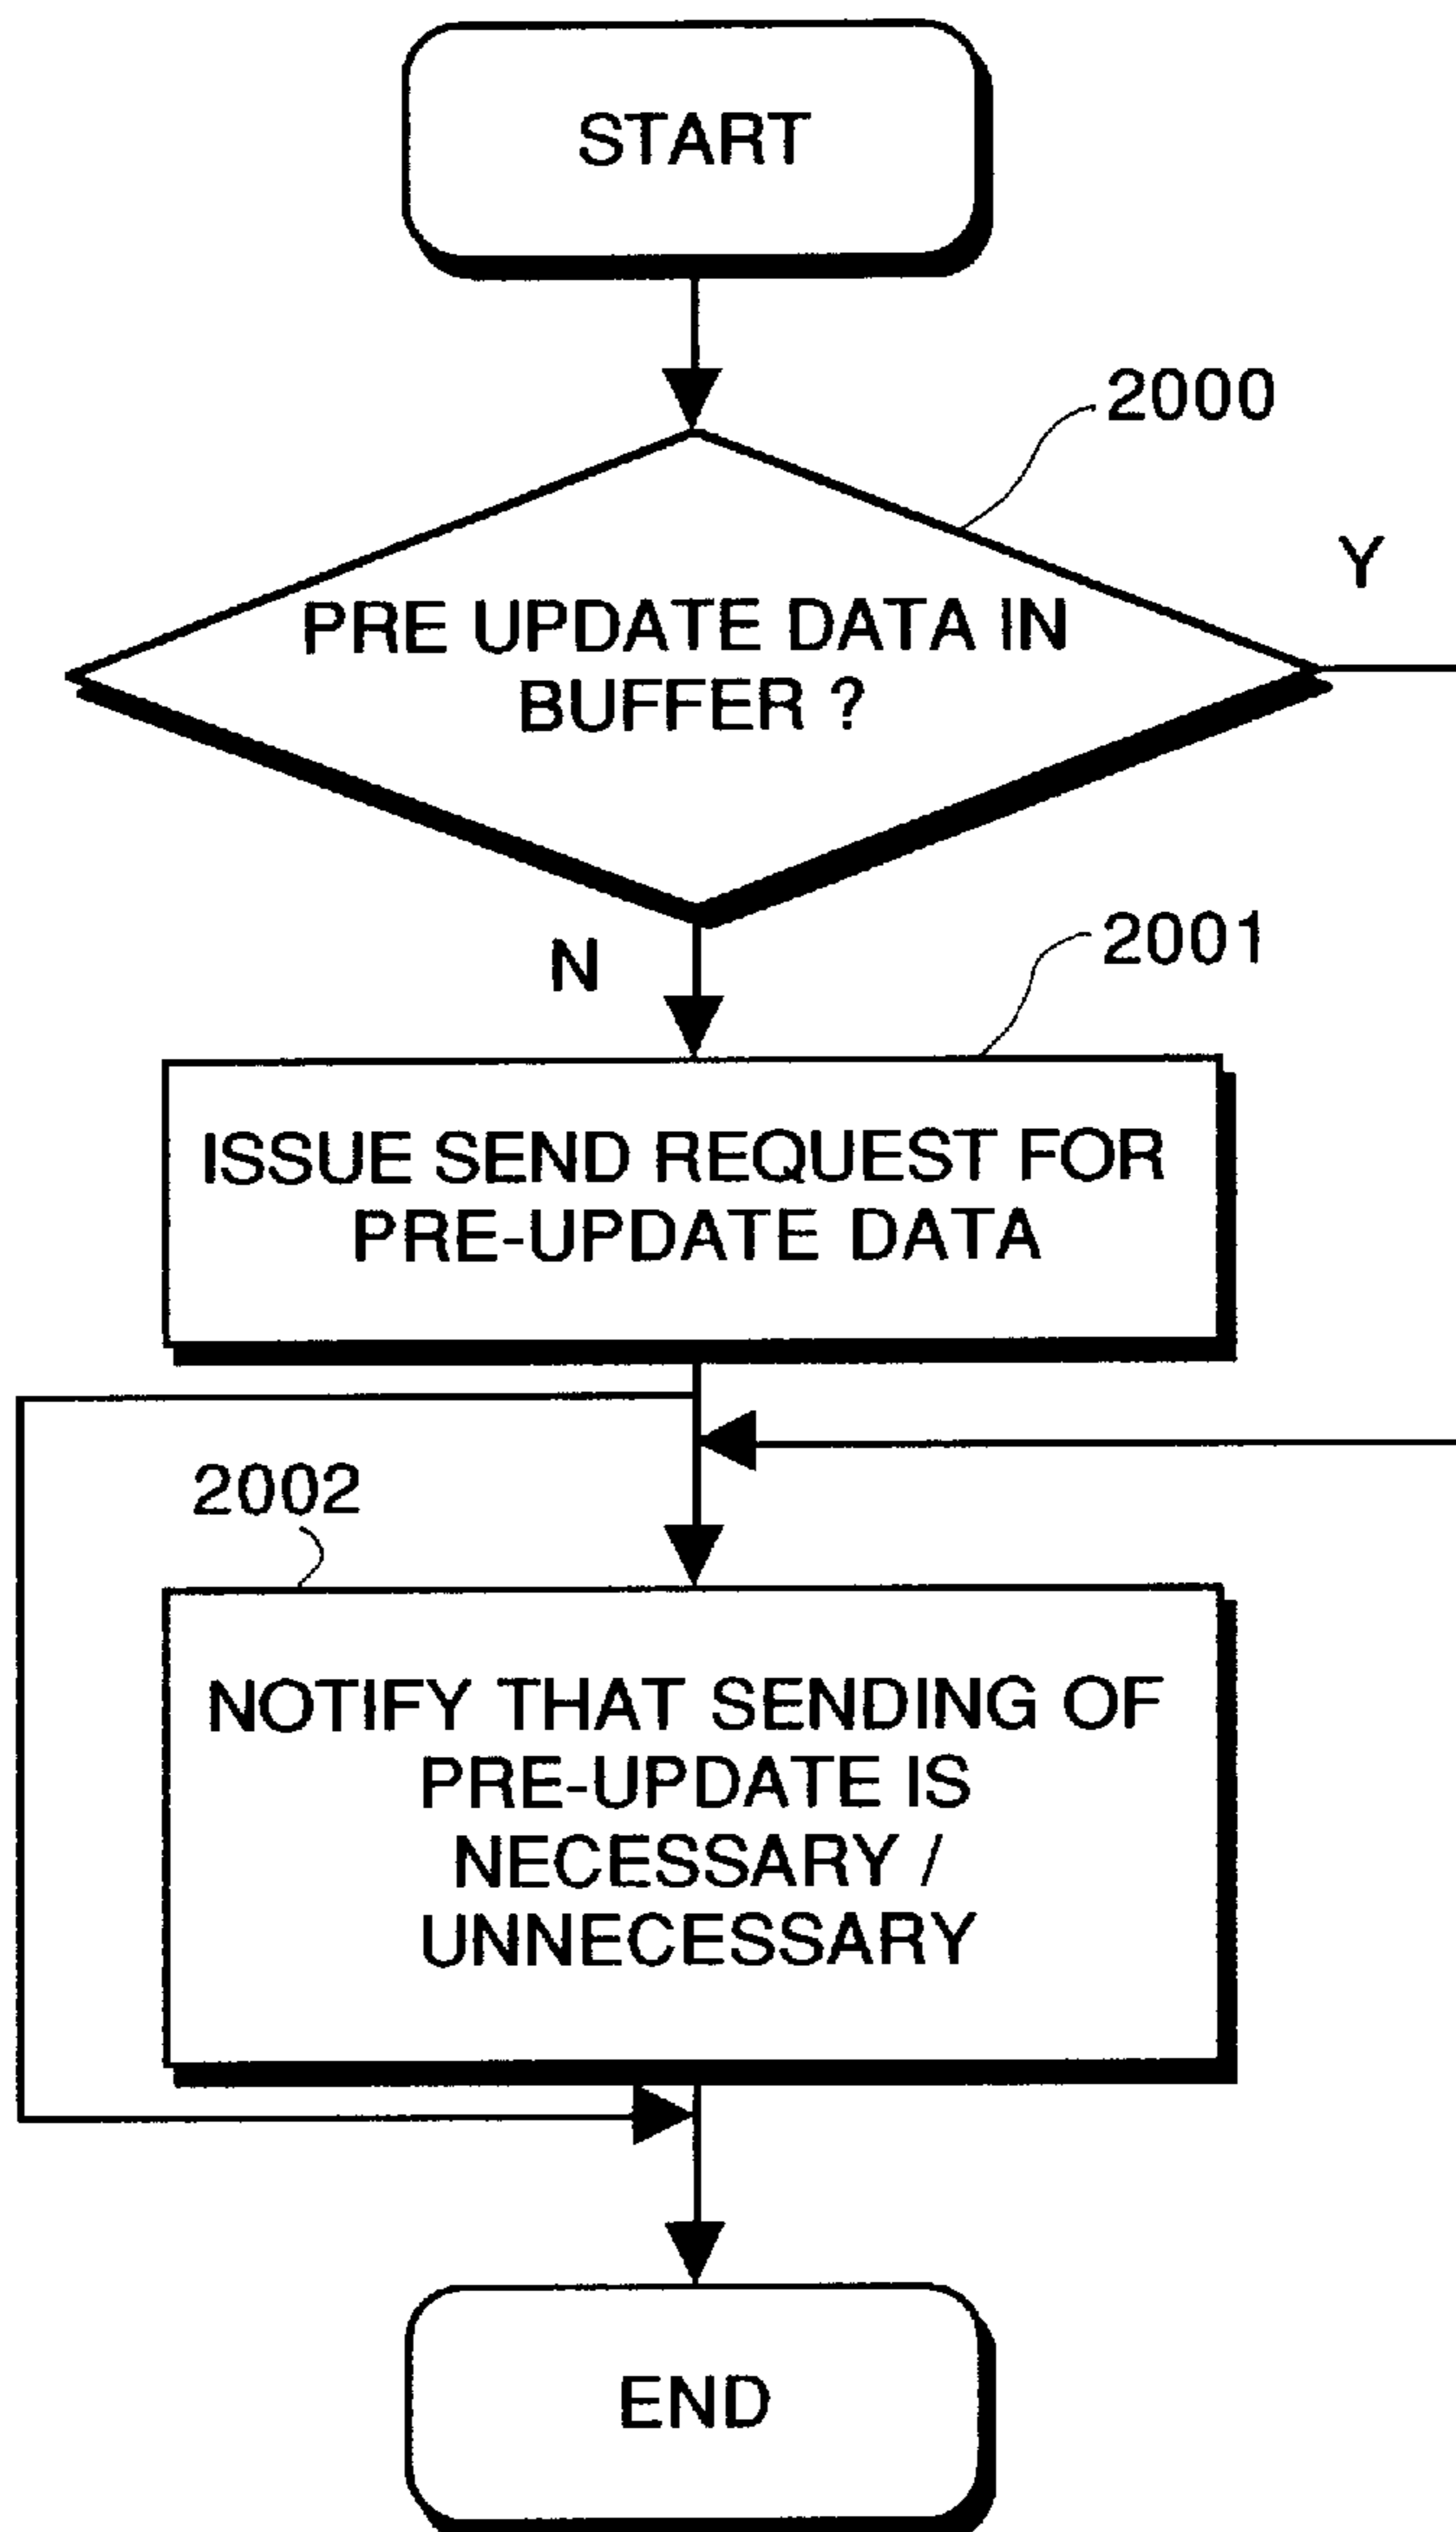 START
2000
Y
PRE UPDATE DATA IN
BUFFER ?
N
2001
ISSUE SEND REQUEST FOR
PRE-UPDATE DATA
2002
NOTIFY THAT SENDING OF
PRE-UPDATE IS
NECESSARY /
UNNECESSARY
END